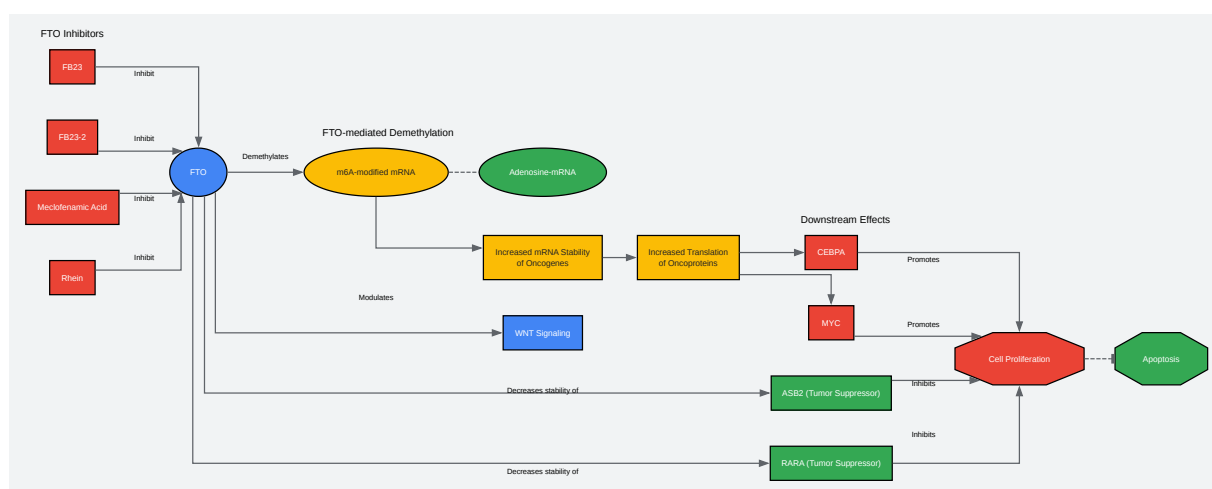 FTO Inhibitors
FB23
Inhibit
FB23-2
Inhibit
Meclofenamic Acid
Inhibit
Rhein
Inhibit
FTO
Demethylates
FTO-mediated Demethylation
m6A-modified mRNA
Adenosine-mRNA
Increased mRNA Stability
of Oncogenes
Increased Translation
of Oncoproteins
Downstream Effects
CEBPA
Promotes
MYC
Promotes
Modulates
WNT Signaling
Cell Proliferation
Apoptosis
Decreases stability of
ASB2 (Tumor Suppressor)
Inhibits
Decreases stability of
RARA (Tumor Suppressor)
Inhibits